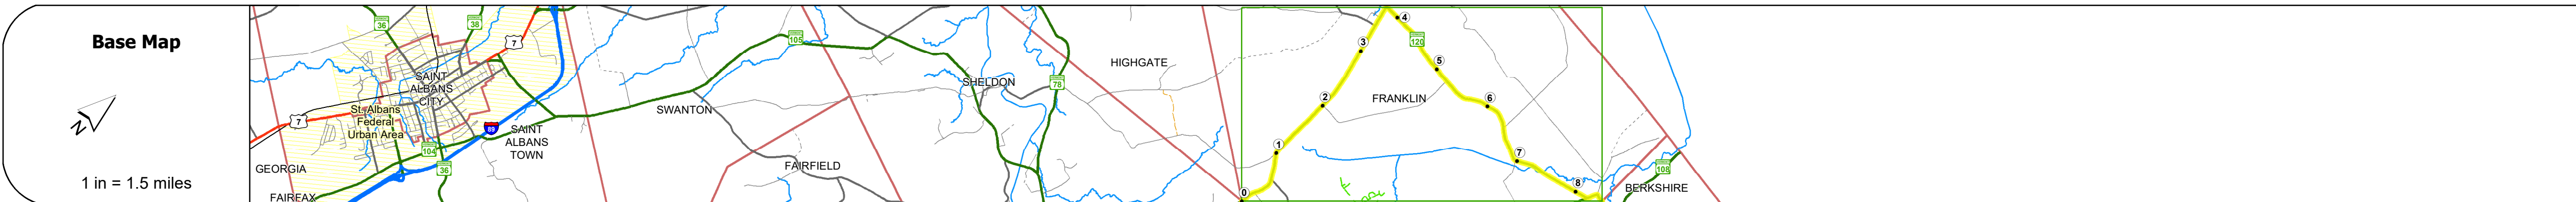 Base Map
N
1 in = 1.5 miles
36
38
7
SAINT
ALBANS
CITY
St. Albans
Federal
Urban Area
7
89
104
36
SAINT
ALBANS
TOWN
GEORGIA
FAIRFAX
105
SWANTON
FAIRFIELD
SHELDON
78
HIGHGATE
FRANKLIN
0
1
2
3
4
120
5
6
7
8
108
BERKSHIRE